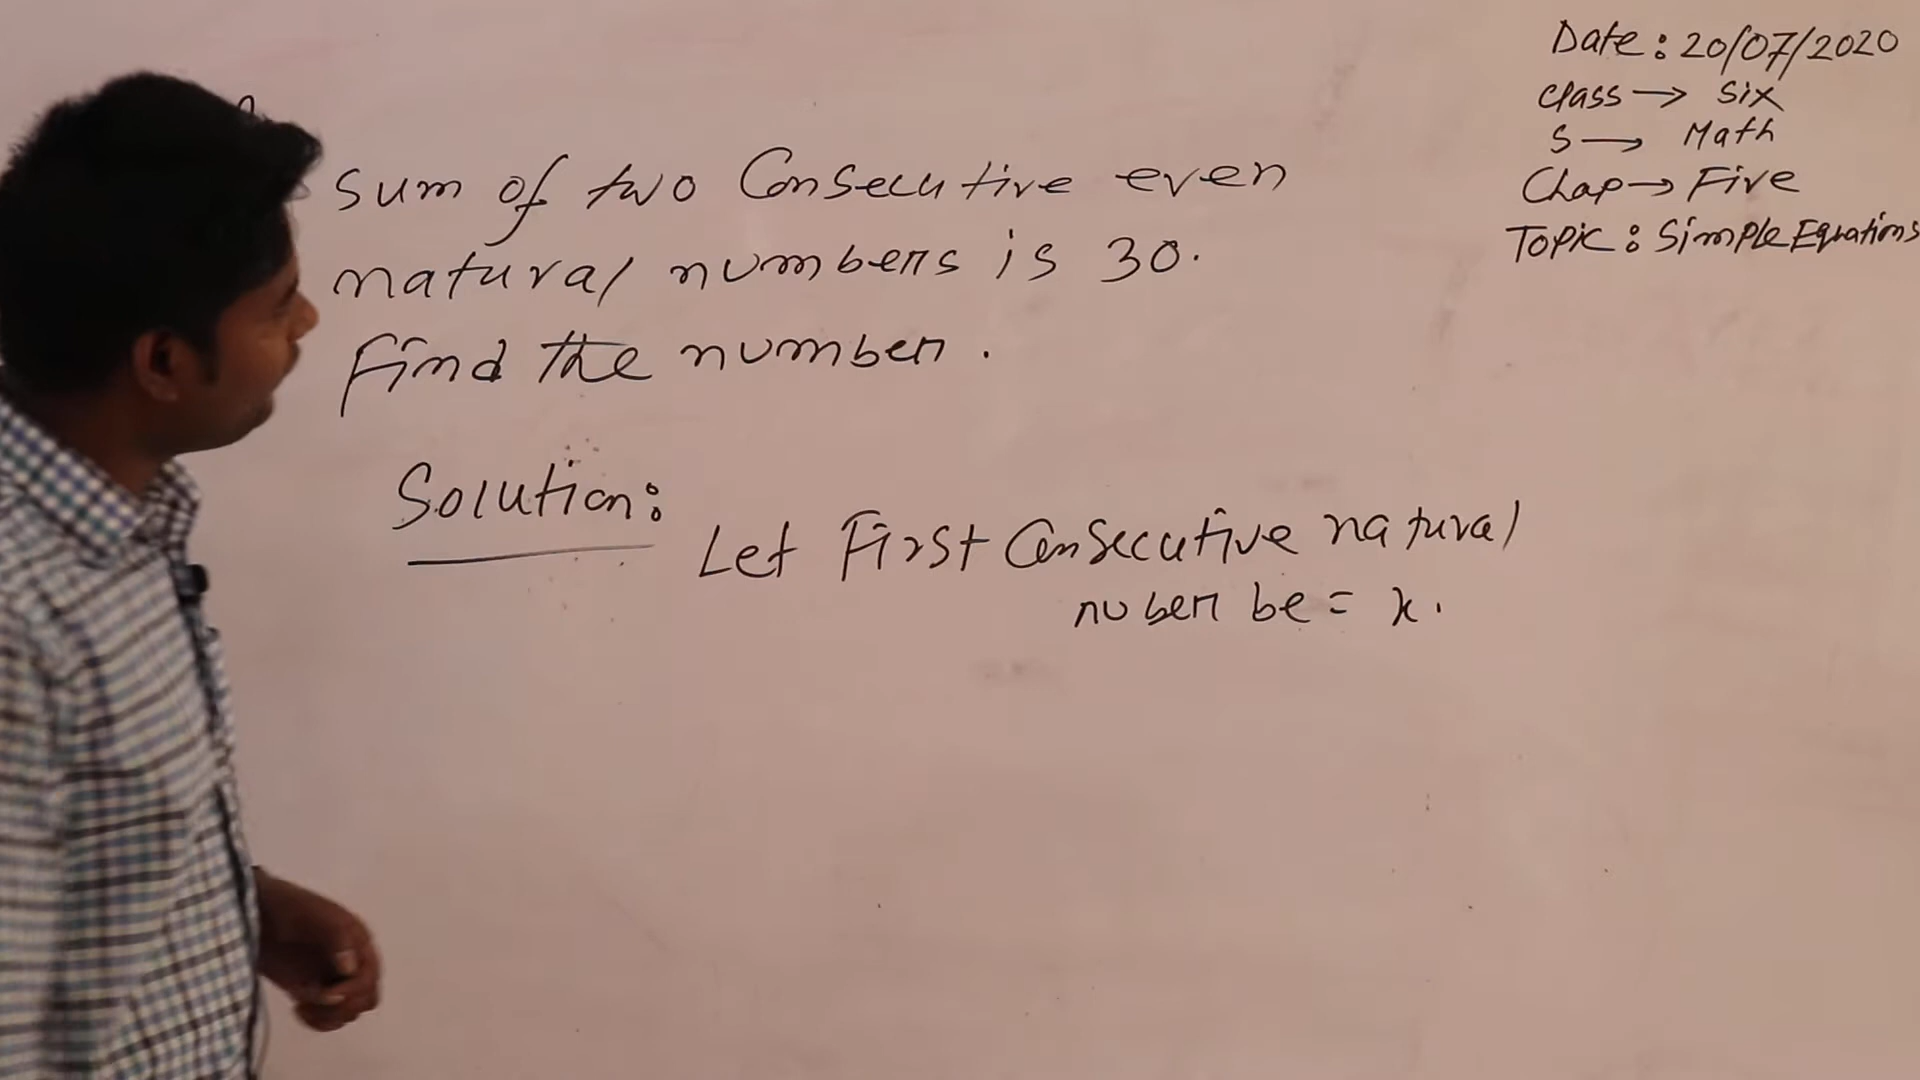 Date: 20/07/2020
Class → Six
S → Math
Chap → Five
Topic: Simple Equations
Sum of two Consecutive even
natural numbers is 30.
Find the number.
Solution:
Let First Consecutive natural
nuber be = x.